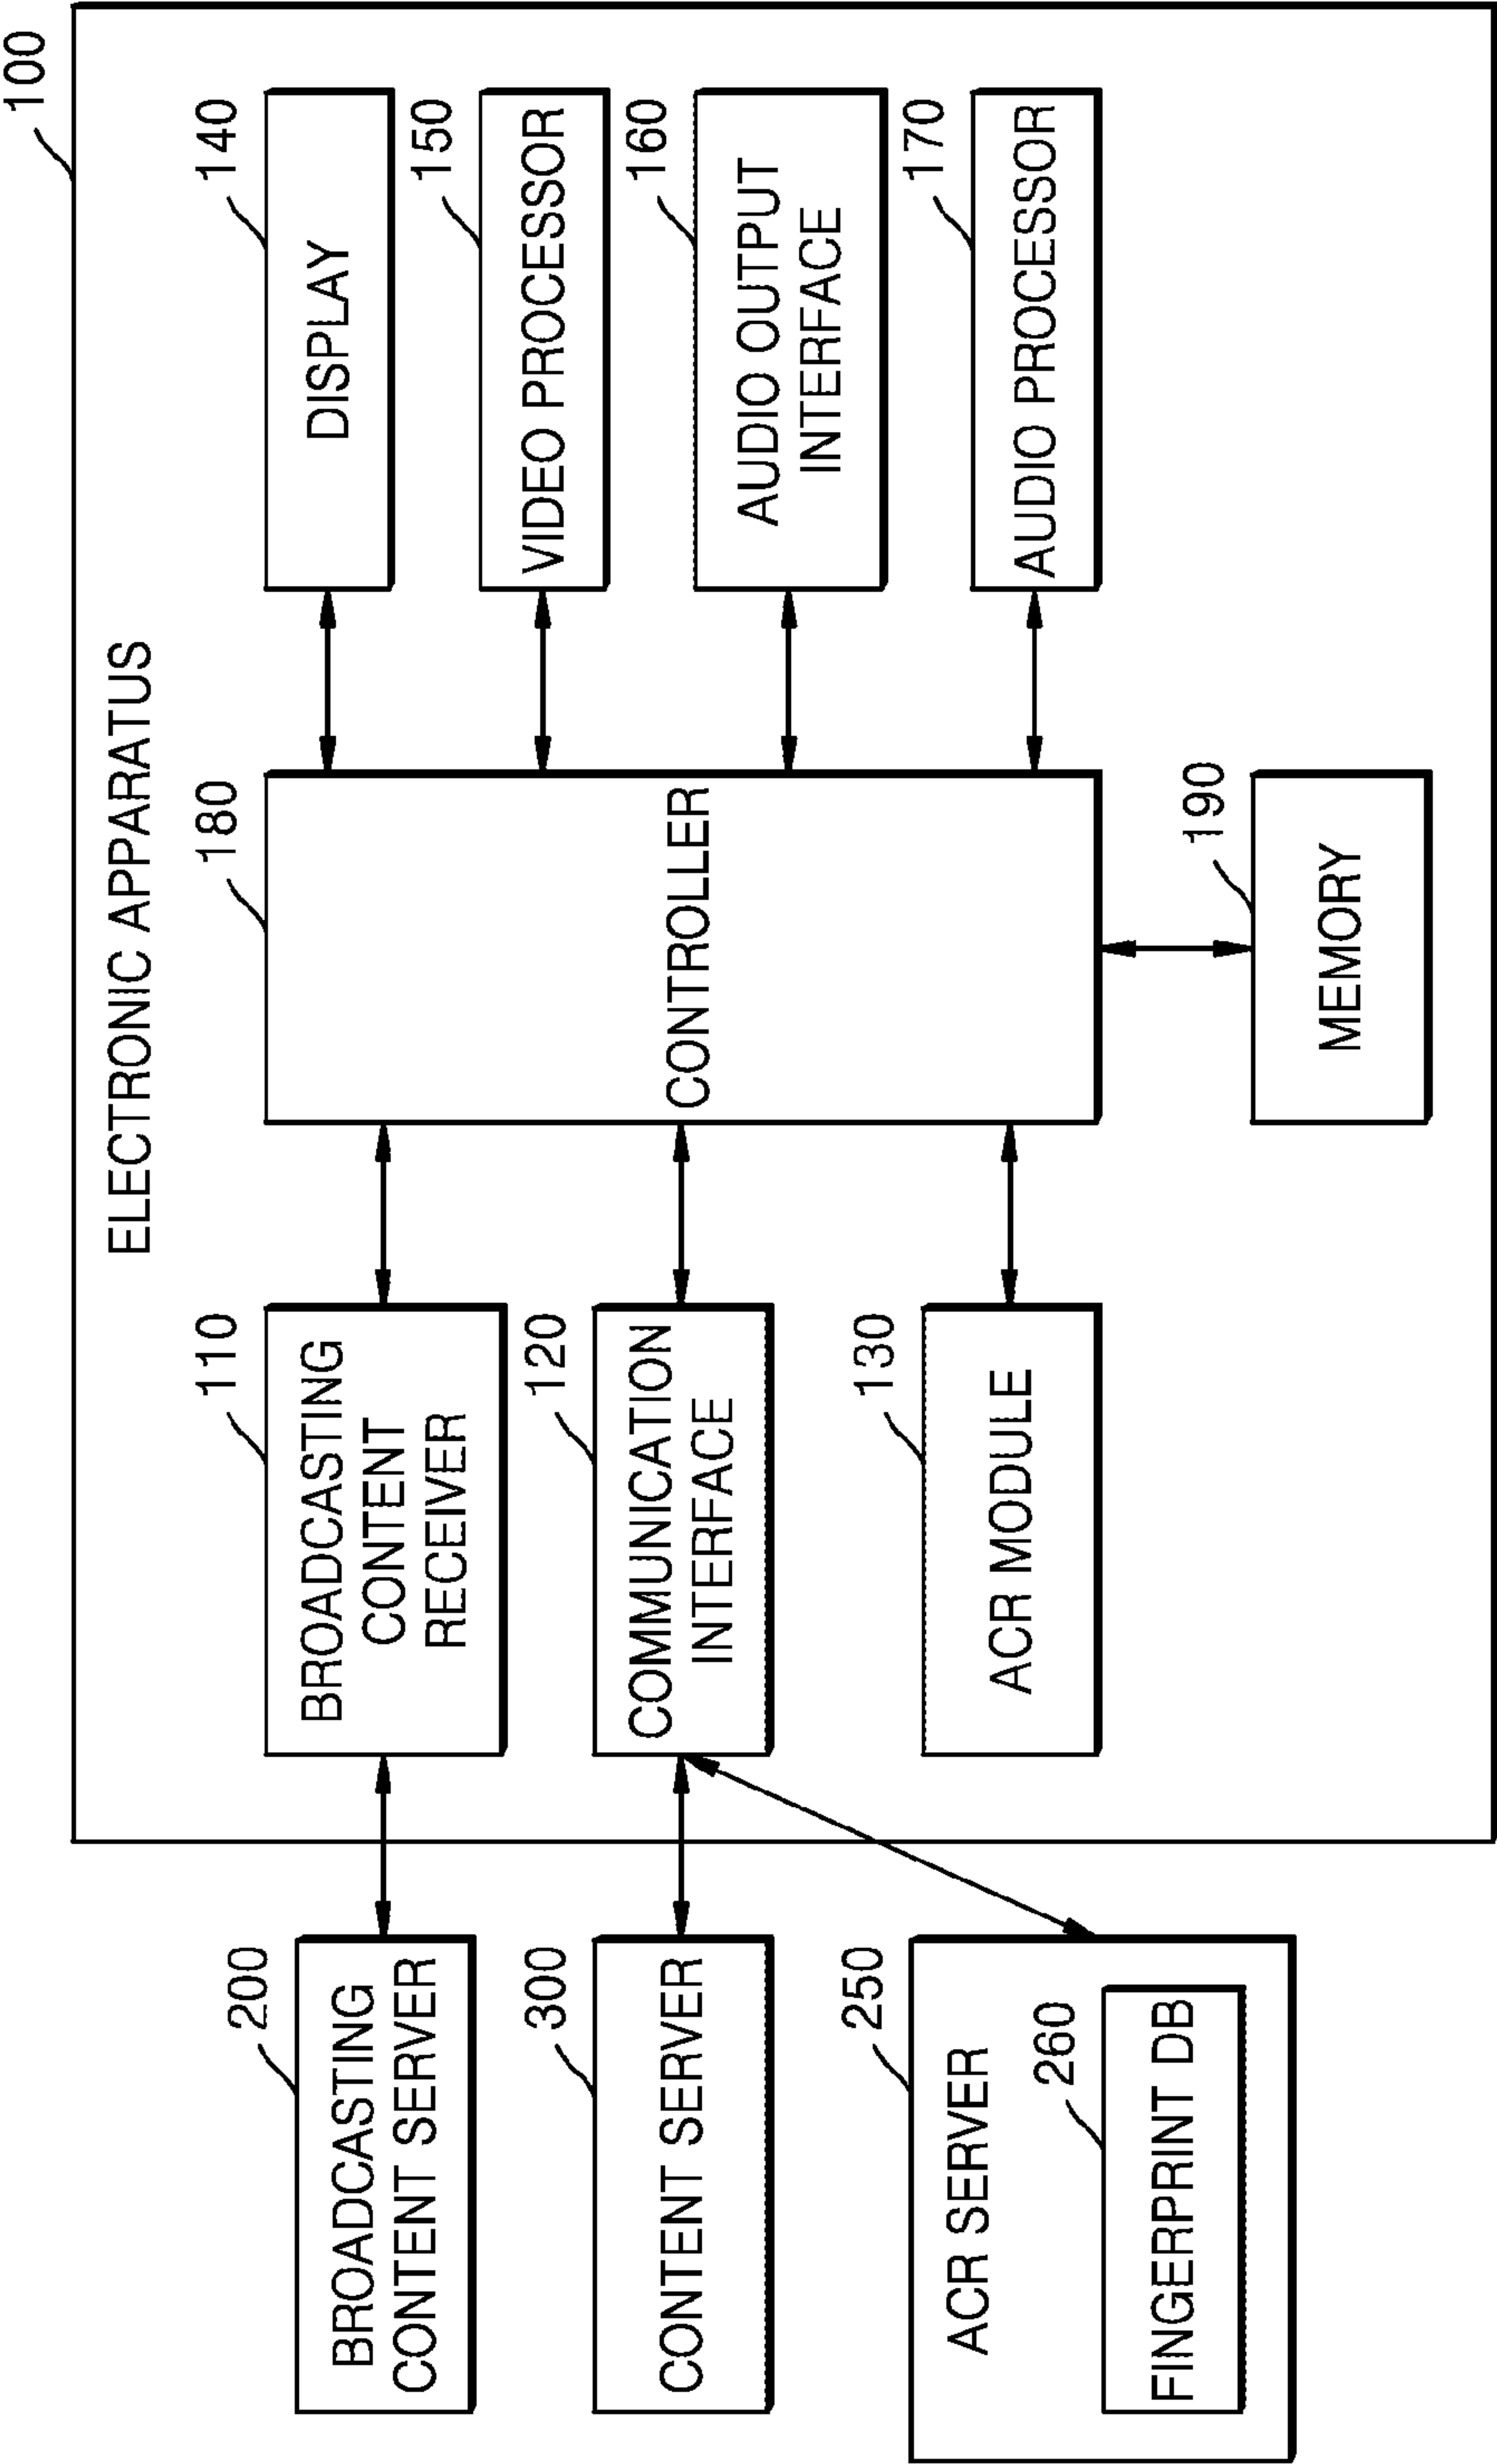 100
ELECTRONIC APPARATUS
200
BROADCASTING
CONTENT SERVER
110
BROADCASTING
CONTENT
RECEIVER
180
CONTROLLER
140
DISPLAY
150
VIDEO PROCESSOR
300
CONTENT SERVER
120
COMMUNICATION
INTERFACE
160
AUDIO OUTPUT
INTERFACE
250
ACR SERVER
260
FINGERPRINT DB
130
ACR MODULE
170
AUDIO PROCESSOR
190
MEMORY